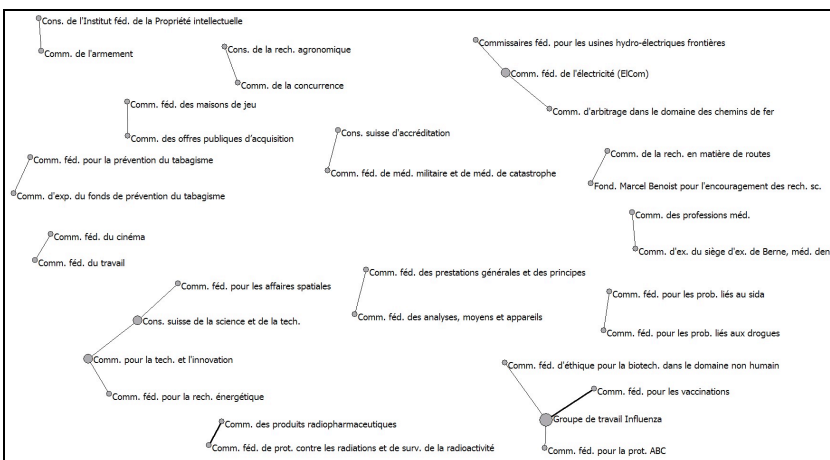 Cons. de l'Institut féd. de la Propriété intellectuelle
Comm. de l'armement
Cons. de la rech. agronomique
Comm. de la concurrence
Commissaires féd. pour les usines hydro-électriques frontières
Comm. féd. de l'électricité (ElCom)
Comm. d'arbitrage dans le domaine des chemins de fer
Comm. féd. des maisons de jeu
Comm. des offres publiques d'acquisition
Cons. suisse d'accréditation
Comm. féd. de méd. militaire et de méd. de catastrophe
Comm. féd. pour la prévention du tabagisme
Comm. d'exp. du fonds de prévention du tabagisme
Comm. de la rech. en matière de routes
Fond. Marcel Benoist pour l'encouragement des rech. sc.
Comm. des professions méd.
Comm. d'ex. du siège d'ex. de Berne, méd. den
Comm. féd. du cinéma
Comm. féd. du travail
Comm. féd. pour les affaires spatiales
Cons. suisse de la science et de la tech.
Comm. pour la tech. et l'innovation
Comm. féd. pour la rech. énergétique
Comm. féd. des prestations générales et des principes
Comm. féd. des analyses, moyens et appareils
Comm. féd. pour les prob. liés au sida
Comm. féd. pour les prob. liés aux drogues
Comm. féd. d'éthique pour la biotech. dans le domaine non humain
Comm. féd. pour les vaccinations
Groupe de travail Influenza
Comm. féd. pour la prot. ABC
Comm. des produits radiopharmaceutiques
Comm. féd. de prot. contre les radiations et de surv. de la radioactivité